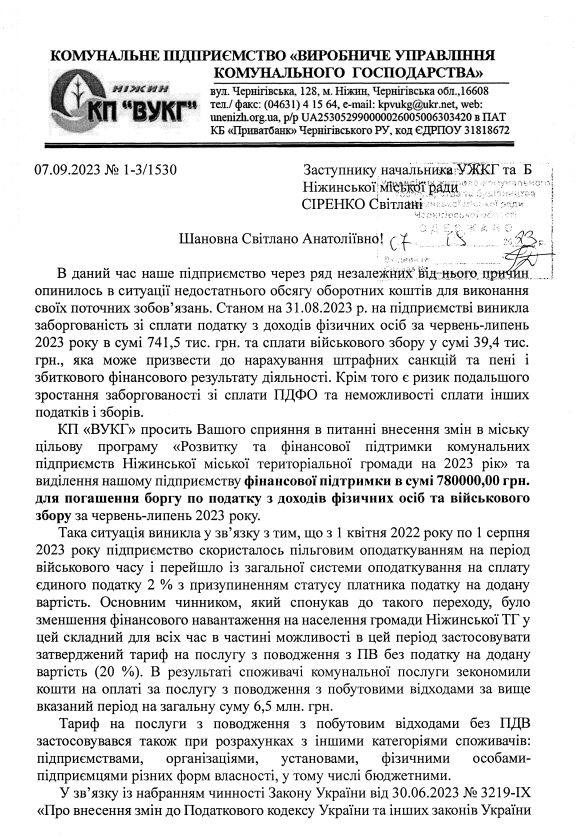 КОМУНАЛЬНЕ ПІДПРИЄМСТВО «ВИРОБНИЧЕ УПРАВЛІННЯ
КОМУНАЛЬНОГО ГОСПОДАРСТВА»
НІЖИН
КП "ВУКГ"
вул. Чернігівська, 128, м. Ніжин, Чернігівська обл.,16608
тел./ факс: (04631) 4 15 64, e-mail: kpvukg@ukr.net, web:
unenizh.org.ua, р/р UA253052990000026005006303420 в ПАТ
КБ «Приватбанк» Чернігівського РУ, код ЄДРПОУ 31818672
07.09.2023 № 1-3/1530
Заступнику начальника УЖКГ та Б
Ніжинської міської ради
СІРЕНКО Світлані
ОДЕРЖАНО
Шановна Світлано Анатоліївно!
В даний час наше підприємство через ряд незалежних від нього причин
опинилось в ситуації недостатнього обсягу оборотних коштів для виконання
своїх поточних зобов’язань. Станом на 31.08.2023 р. на підприємстві виникла
заборгованість зі сплати податку з доходів фізичних осіб за червень-липень
2023 року в сумі 741,5 тис. грн. та сплати військового збору у сумі 39,4 тис.
грн., яка може призвести до нарахування штрафних санкцій та пені і
збиткового фінансового результату діяльності. Крім того є ризик подальшого
зростання заборгованості зі сплати ПДФО та неможливості сплати інших
податків і зборів.
КП «ВУКГ» просить Вашого сприяння в питанні внесення змін в міську
цільову програму «Розвитку та фінансової підтримки комунальних
підприємств Ніжинської міської територіальної громади на 2023 рік» та
виділення нашому підприємству фінансової підтримки в сумі 780000,00 грн.
для погашення боргу по податку з доходів фізичних осіб та військового
збору за червень-липень 2023 року.
Така ситуація виникла у зв’язку з тим, що з 1 квітня 2022 року по 1 серпня
2023 року підприємство скористалось пільговим оподаткуванням на період
військового часу і перейшло із загальної системи оподаткування на сплату
єдиного податку 2 % з призупиненням статусу платника податку на додану
вартість. Основним чинником, який спонукав до такого переходу, було
зменшення фінансового навантаження на населення громади Ніжинської ТГ у
цей складний для всіх час в частині можливості в цей період застосовувати
затверджений тариф на послугу з поводження з ПВ без податку на додану
вартість (20 %). В результаті споживачі комунальної послуги зекономили
кошти на оплаті за послугу з поводження з побутовими відходами за вище
вказаний період на загальну суму 6,5 млн. грн.
Тариф на послуги з поводження з побутовим відходами без ПДВ
застосовувався також при розрахунках з іншими категоріями споживачів:
підприємствами, організаціями, установами, фізичними особами-
підприємцями різних форм власності, у тому числі бюджетними.
У зв’язку із набранням чинності Закону України від 30.06.2023 № 3219-IX
«Про внесення змін до Податкового кодексу України та інших законів України